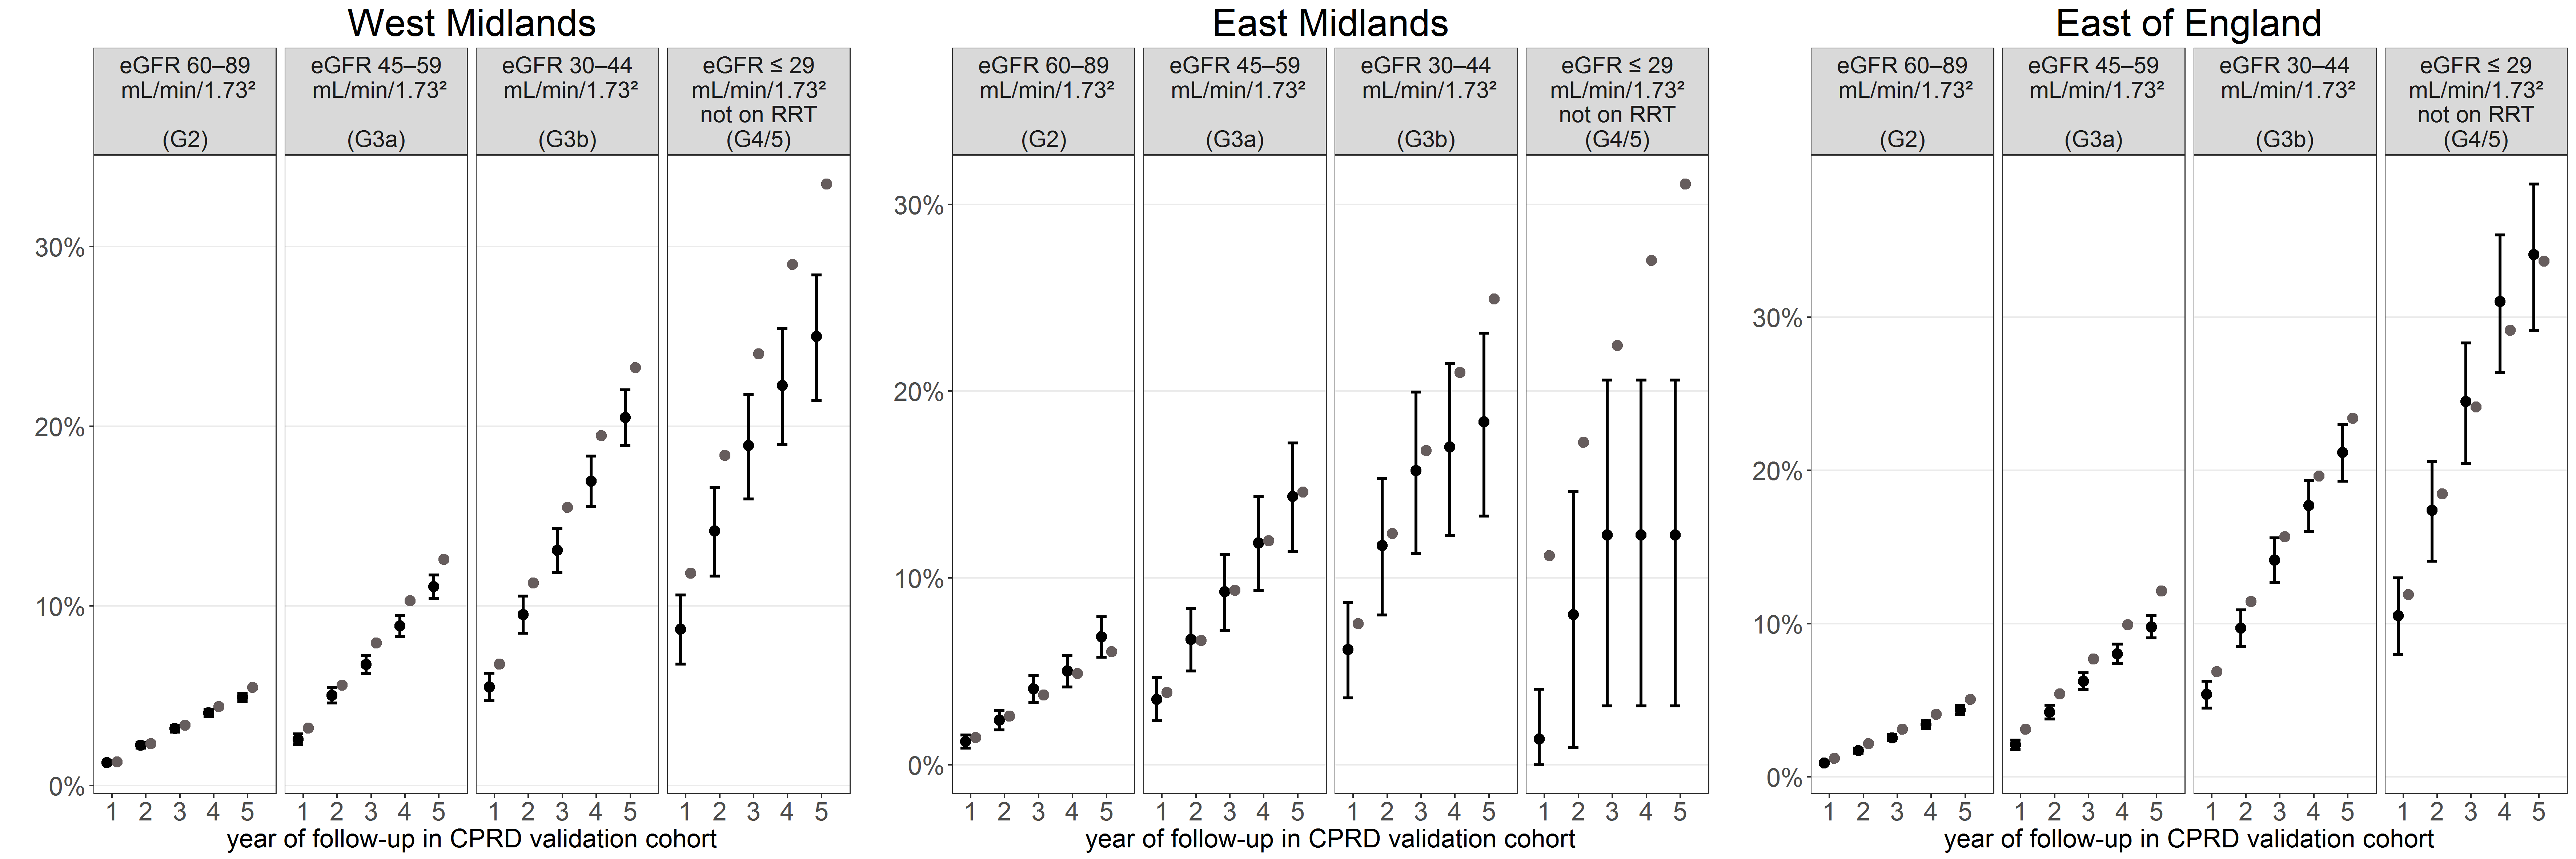 West Midlands
eGFR 60–89
mL/min/1.73²
(G2)
eGFR 45–59
mL/min/1.73²
(G3a)
eGFR 30–44
mL/min/1.73²
(G3b)
eGFR ≤ 29
mL/min/1.73²
not on RRT
(G4/5)
30%
20%
10%
0%
1 2 3 4 5
1 2 3 4 5
1 2 3 4 5
1 2 3 4 5
year of follow-up in CPRD validation cohort
East Midlands
eGFR 60–89
mL/min/1.73²
(G2)
eGFR 45–59
mL/min/1.73²
(G3a)
eGFR 30–44
mL/min/1.73²
(G3b)
eGFR ≤ 29
mL/min/1.73²
not on RRT
(G4/5)
30%
20%
10%
0%
1 2 3 4 5
1 2 3 4 5
1 2 3 4 5
1 2 3 4 5
year of follow-up in CPRD validation cohort
East of England
eGFR 60–89
mL/min/1.73²
(G2)
eGFR 45–59
mL/min/1.73²
(G3a)
eGFR 30–44
mL/min/1.73²
(G3b)
eGFR ≤ 29
mL/min/1.73²
not on RRT
(G4/5)
30%
20%
10%
0%
1 2 3 4 5
1 2 3 4 5
1 2 3 4 5
1 2 3 4 5
year of follow-up in CPRD validation cohort